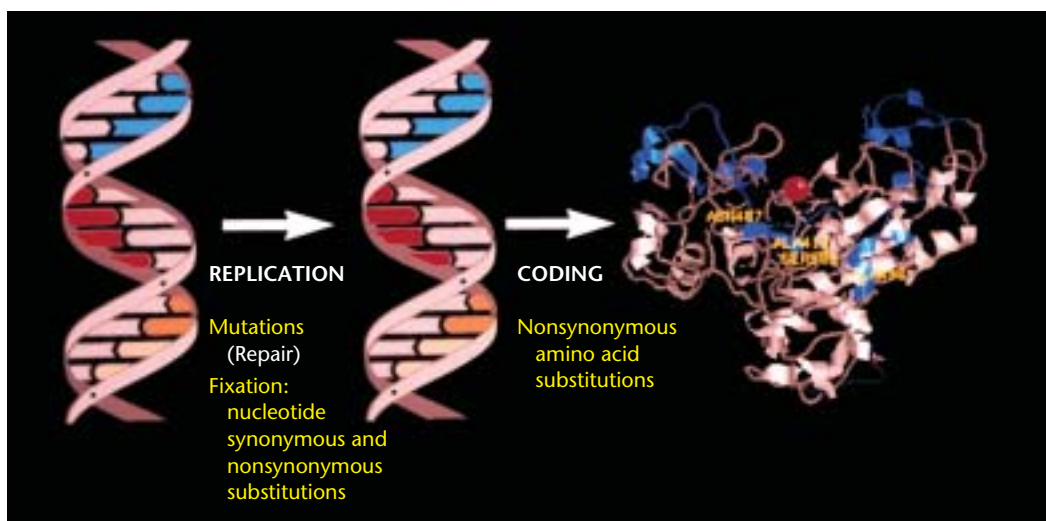 REPLICATION
Mutations
(Repair)
Fixation:
nucleotide
synonymous and
nonsynonymous
substitutions
CODING
Nonsynonymous
amino acid
substitutions